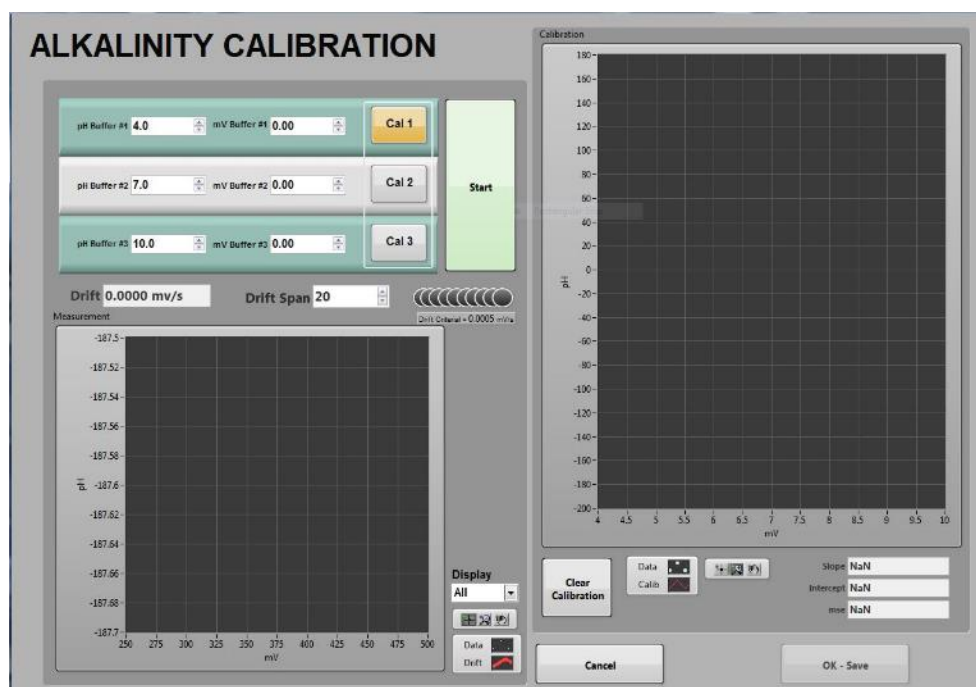 ALKALINITY CALIBRATION
pH Buffer #1 4.0 mV Buffer #1 0.00 Cal 1
pH Buffer #2 7.0 mV Buffer #2 0.00 Cal 2
Start
pH Buffer #3 10.0 mV Buffer #3 0.00 Cal 3
Drift 0.0000 mv/s Drift Span 20
Drift Criterial = 0.0005 mV/s
Measurement
-187.5
-187.52
-187.54
-187.56
-187.58
-187.6
-187.62
-187.64
-187.66
-187.68
-187.7
pH
250 275 300 325 350 375 400 425 450 475 500
mV
Display
All
Data
Drift
Calibration
180
160
140
120
100
80
60
40
20
0
-20
-40
-60
-80
-100
-120
-140
-160
-180
-200
pH
4 4.5 5 5.5 6 6.5 7 7.5 8 8.5 9 9.5 10
mV
Clear
Calibration
Data
Calib
Slope NaN
Intercept NaN
mse NaN
Cancel
OK - Save